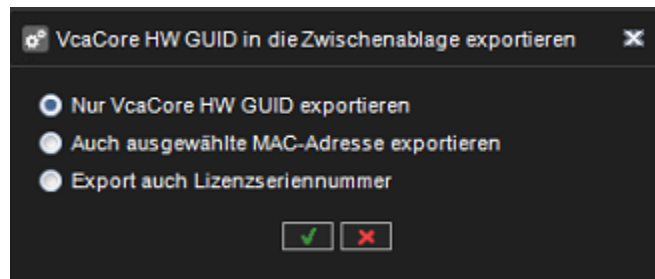 VcaCore HW GUID in die Zwischenablage exportieren
Nur VcaCore HW GUID exportieren
Auch ausgewählte MAC-Adresse exportieren
Export auch Lizenzseriennummer